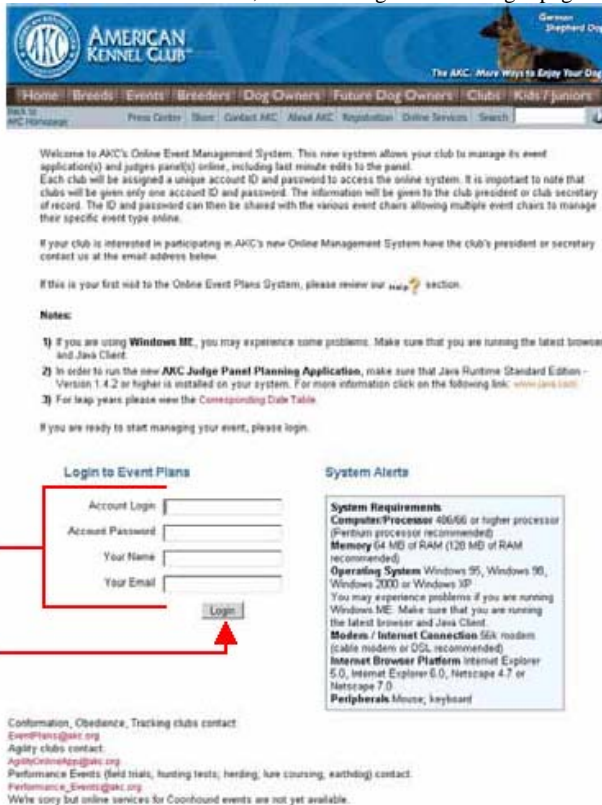 AMERICAN
KENNEL CLUB
AKC
German
Shepherd Dog
The AKC. More Ways to Enjoy Your Dog
Home Breeds Events Breeders Dog Owners Future Dog Owners Clubs Kids / Juniors
Back to
AKC Homepage
Press Center Store Contact AKC About AKC Registration Online Services Search
Welcome to AKC's Online Event Management System. This new system allows your club to manage its event
application(s) and judges panel(s) online, including last minute edits to the panel.
Each club will be assigned a unique account ID and password to access the online system. It is important to note that
clubs will be given only one account ID and password. The information will be given to the club president or club secretary
of record. The ID and password can then be shared with the various event chairs allowing multiple event chairs to manage
their specific event type online.
If your club is interested in participating in AKC's new Online Management System have the club's president or secretary
contact us at the email address below.
If this is your first visit to the Online Event Plans System, please review our Help ? section.
Notes:
1) If you are using Windows ME, you may experience some problems. Make sure that you are running the latest browser
and Java Client.
2) In order to run the new AKC Judge Panel Planning Application, make sure that Java Runtime Standard Edition -
Version 1.4.2 or higher is installed on your system. For more information click on the following link: www.java.com
3) For leap years please view the Corresponding Date Table.
If you are ready to start managing your event, please login.
Login to Event Plans
Account Login
Account Password
Your Name
Your Email
Login
System Alerts
System Requirements
Computer/Processor 486/66 or higher processor
(Pentium processor recommended)
Memory 64 MB of RAM (128 MB of RAM
recommended)
Operating System Windows 95, Windows 98,
Windows 2000 or Windows XP
You may experience problems if you are running
Windows ME. Make sure that you are running
the latest browser and Java Client.
Modem / Internet Connection 56k modem
(cable modem or DSL recommended)
Internet Browser Platform Internet Explorer
5.0, Internet Explorer 6.0, Netscape 4.7 or
Netscape 7.0
Peripherals Mouse; keyboard
Conformation, Obedience, Tracking clubs contact:
EventPlans@akc.org
Agility clubs contact:
AgilityOnlineApp@akc.org
Performance Events (field trials, hunting tests; herding; lure coursing, earthdog) contact:
Performance_Events@akc.org
We're sorry but online services for Coonhound events are not yet available.